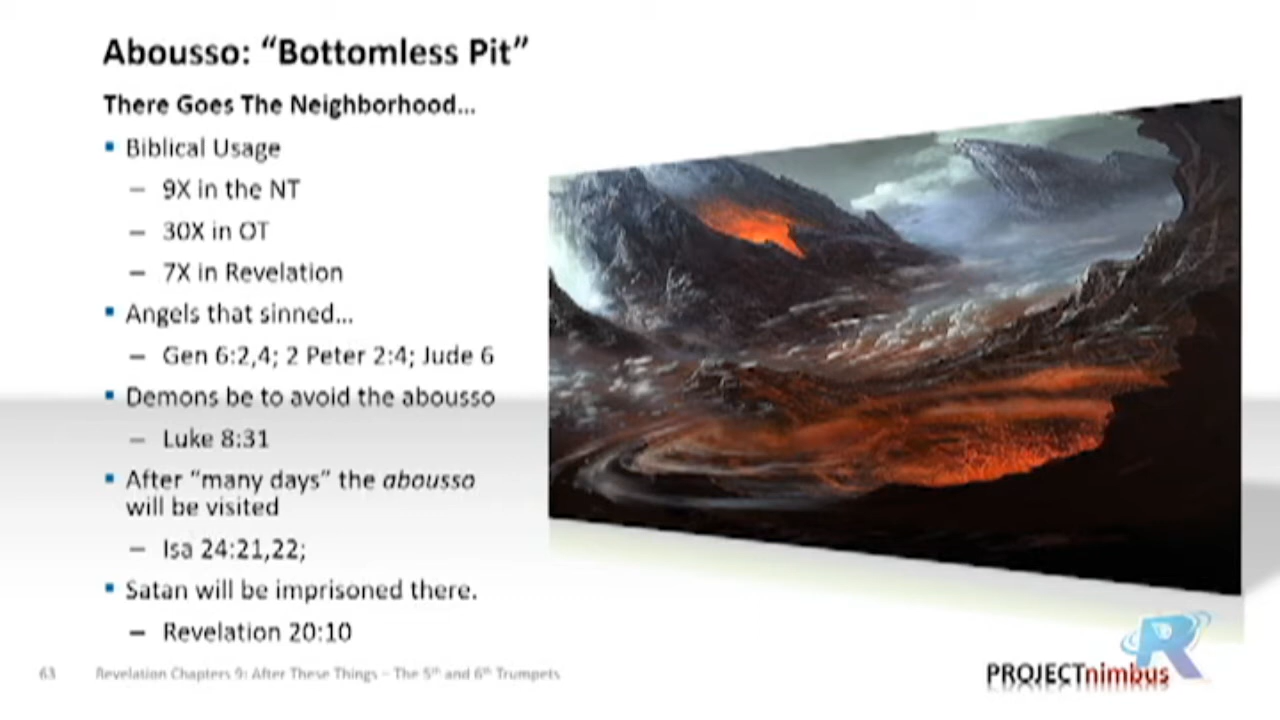 Abousso: “Bottomless Pit”
There Goes The Neighborhood...
▪ Biblical Usage
– 9X in the NT
– 30X in OT
– 7X in Revelation
▪ Angels that sinned...
– Gen 6:2,4; 2 Peter 2:4; Jude 6
▪ Demons be to avoid the abousso
– Luke 8:31
▪ After “many days” the abousso
will be visited
– Isa 24:21,22;
▪ Satan will be imprisoned there.
– Revelation 20:10
63 Revelation Chapters 9: After These Things – The 5th and 6th Trumpets
PROJECTnimbus
R